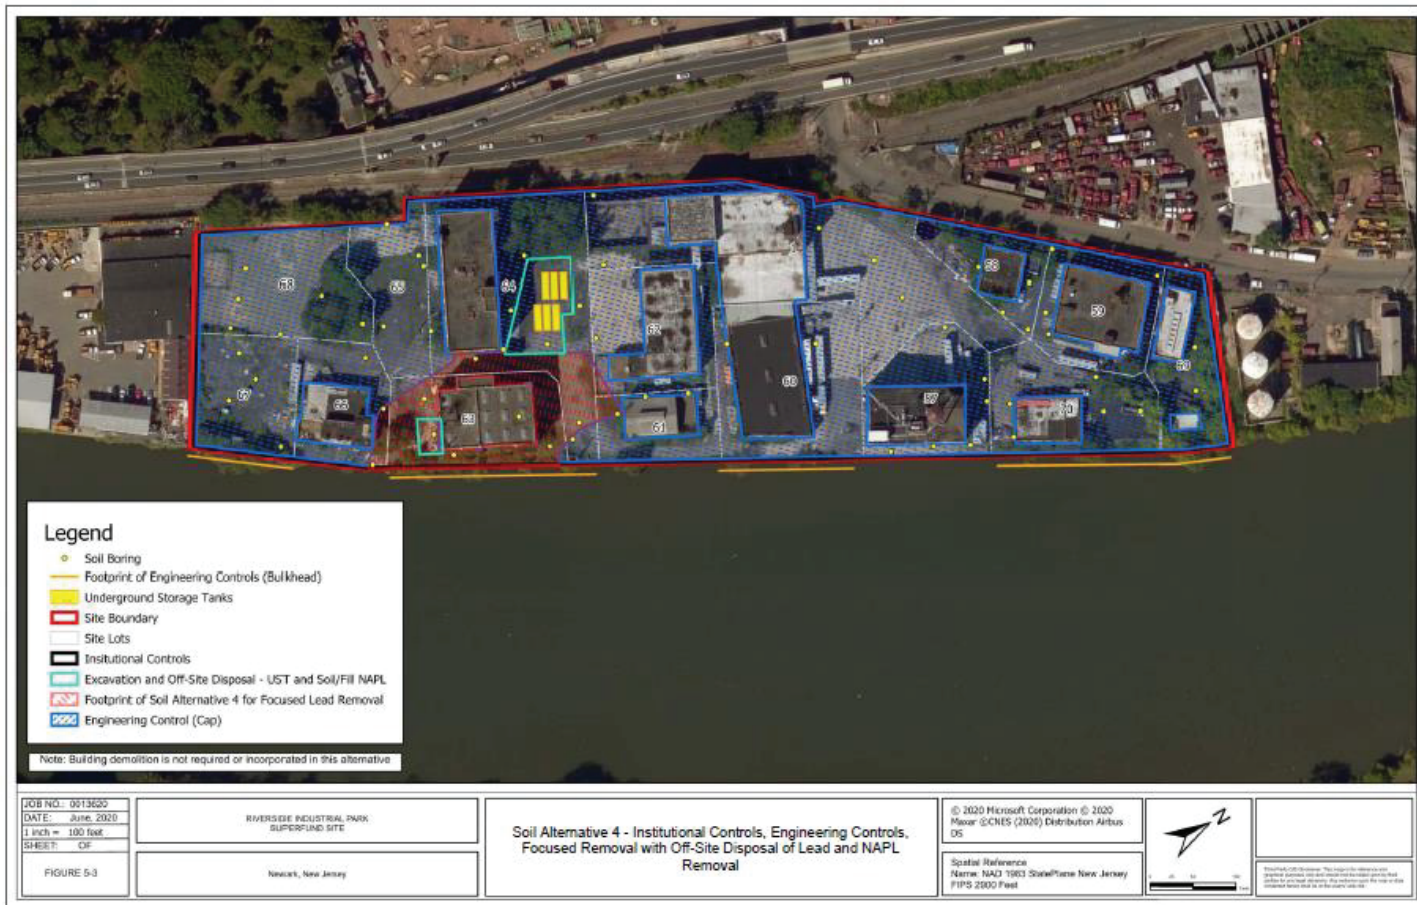 68
65
64
62
60
58
59
69
67
66
63
61
57
70
Legend
Soil Boring
Footprint of Engineering Controls (Bulkhead)
Underground Storage Tanks
Site Boundary
Site Lots
Insitutional Controls
Excavation and Off-Site Disposal - UST and Soil/Fill NAPL
Footprint of Soil Alternative 4 for Focused Lead Removal
Engineering Control (Cap)
Note: Building demolition is not required or incorporated in this alternative
JOB NO.: 0013620
DATE: June, 2020
1 inch = 100 feet
SHEET: OF
FIGURE 5-3
RIVERSIDE INDUSTRIAL PARK
SUPERFUND SITE
Newark, New Jersey
Soil Alternative 4 - Institutional Controls, Engineering Controls,
Focused Removal with Off-Site Disposal of Lead and NAPL
Removal
© 2020 Microsoft Corporation © 2020
Maxar ©CNES (2020) Distribution Airbus
DS
Spatial Reference
Name: NAD 1983 StatePlane New Jersey
FIPS 2900 Feet
Z